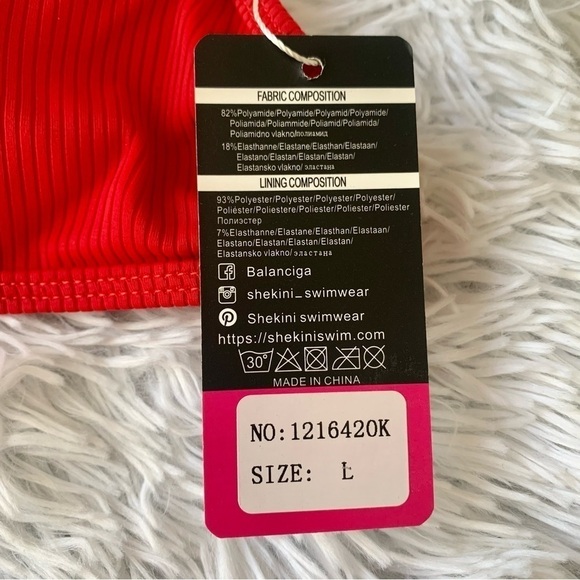 FABRIC COMPOSITION
82%Polyamide/Polyamide/Polyamid/Polyamide/
Poliamida/Poliammide/Poliamid/Poliamida/
Poliamidno vlakno/полиамид
18%Elasthanne/Elastane/Elasthan/Elastaan/
Elastano/Elastan/Elastan/Elastan/
Elastansko vlakno/ эластана
LINING COMPOSITION
93%Polyester/Polyester/Polyester/Polyester/
Poliéster/Poliestere/Poliester/Poliester/Poliester
Полиэстер
7%Elasthanne/Elastane/Elasthan/Elastaan/
Elastano/Elastan/Elastan/Elastan/
Elastansko vlakno/эластана
Balanciga
shekini_swimwear
Shekini swimwear
https://shekiniswim.com
30°
MADE IN CHINA
NO:1216420K
SIZE: L